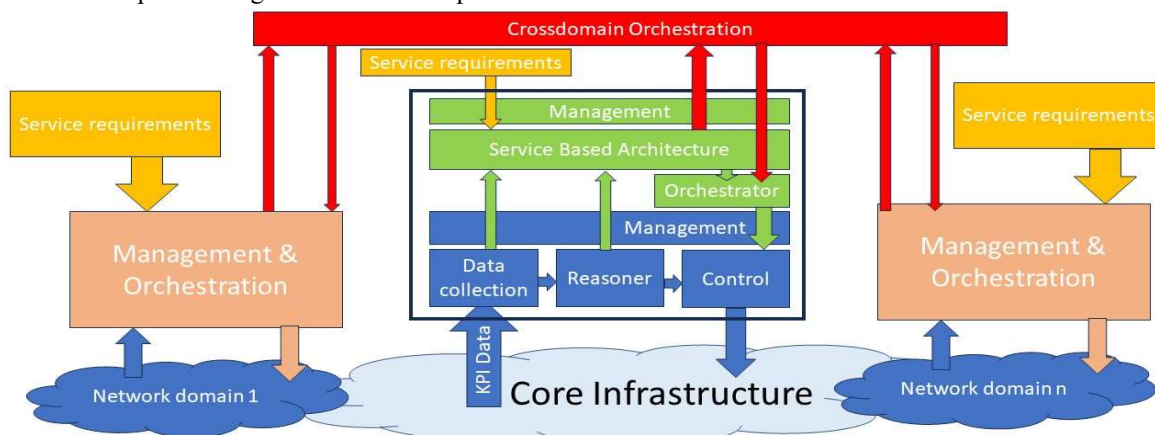 Crossdomain Orchestration
Service requirements
Service requirements
Service requirements
Management
Service Based Architecture
Orchestrator
Management &
Orchestration
Management
Management &
Orchestration
Data
collection
Reasoner
Control
KPI Data
Network domain 1
Core Infrastructure
Network domain n